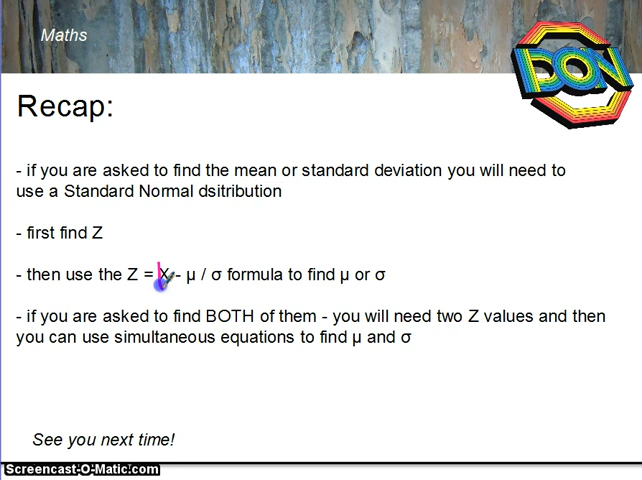 Maths
DON
Recap:
- if you are asked to find the mean or standard deviation you will need to
use a Standard Normal dsitribution
- first find Z
- then use the Z = X - μ / σ formula to find μ or σ
- if you are asked to find BOTH of them - you will need two Z values and then
you can use simultaneous equations to find μ and σ
See you next time!
Screencast-O-Matic.com